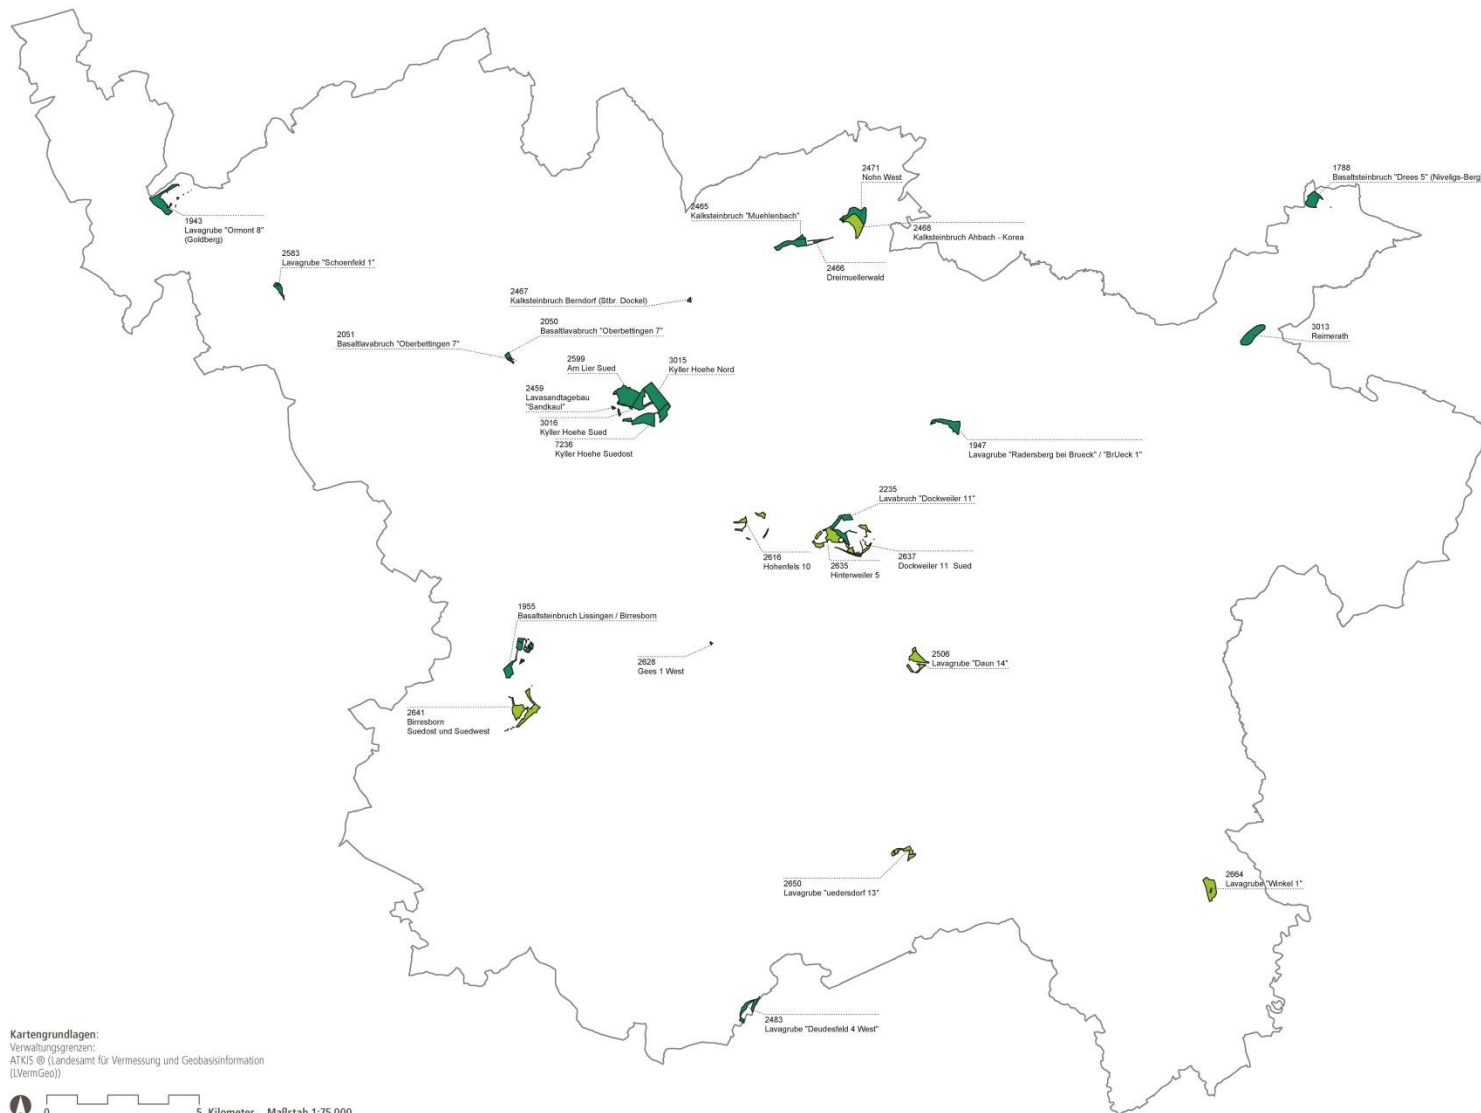 2471
Nohn West
1788
Basaltsteinbruch "Drees 5" (Niveligs-Berg)
2465
Kalksteinbruch "Muehlenbach"
1943
Lavagrube "Ormont 8"
(Goldberg)
2468
Kalksteinbruch Ahbach - Korea
2583
Lavagrube "Schoenfeld 1"
2466
Dreimuellerwald
2467
Kalksteinbruch Berndorf (Stbr. Dockel)
2050
Basaltlavabruch "Oberbettingen 7"
2051
Basaltlavabruch "Oberbettingen 7"
3013
Reimerath
2599
Am Lier Sued
3015
Kyller Hoehe Nord
2459
Lavasandtagebau
"Sandkaul"
3016
Kyller Hoehe Sued
7236
Kyller Hoehe Suedost
1947
Lavagrube "Radersberg bei Brueck" / "BrUeck 1"
2235
Lavabruch "Dockweiler 11"
2616
Hohenfels 10
2635
Hinterweiler 5
2637
Dockweiler 11 Sued
1955
Basaltsteinbruch Lissingen / Birresborn
2628
Gees 1 West
2506
Lavagrube "Daun 14"
2641
Birresborn
Suedost und Suedwest
2650
Lavagrube "uedersdorf 13"
2664
Lavagrube "Winkel 1"
2483
Lavagrube "Deudesfeld 4 West"
Kartengrundlagen:
Verwaltungsgrenzen:
ATKIS ® (Landesamt für Vermessung und Geobasisinformation
(LVermGeo))
0 5 Kilometer Maßstab 1:75.000